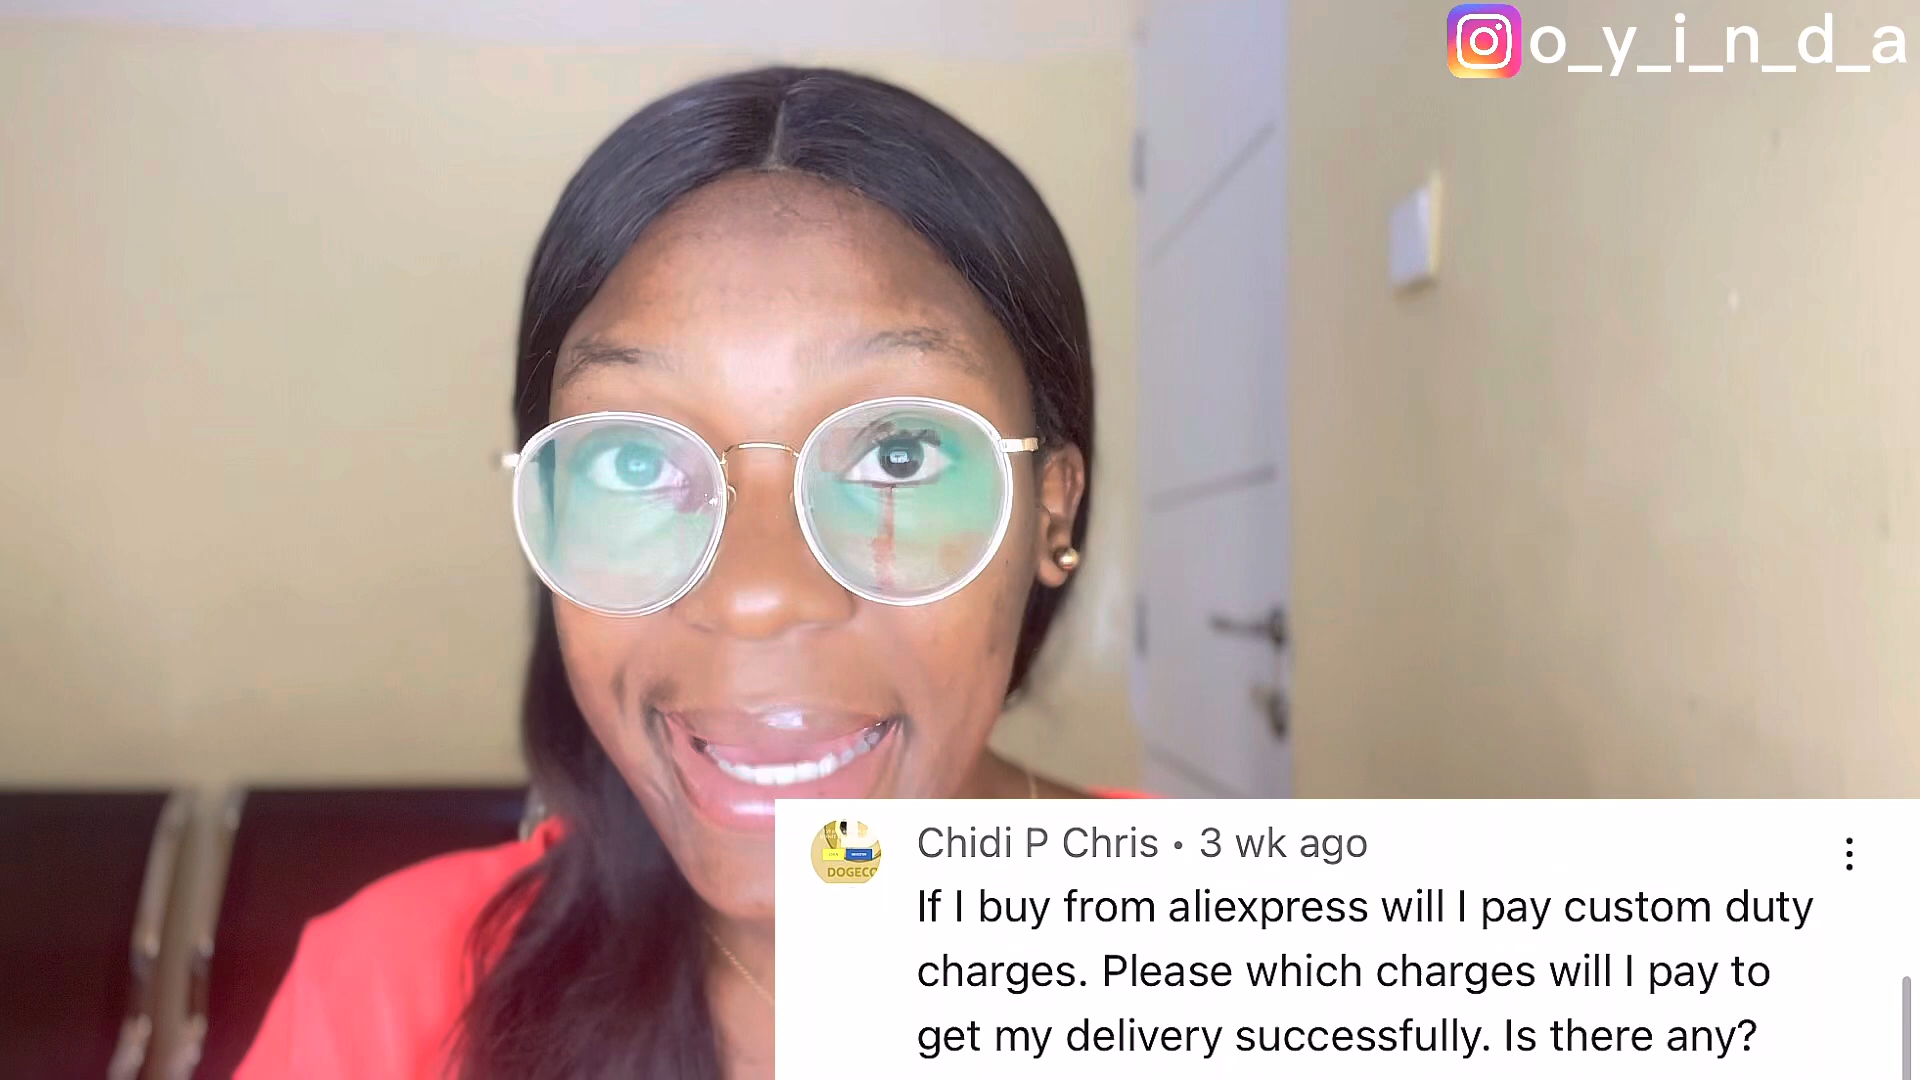 o_y_i_n_d_a
Chidi P Chris • 3 wk ago
DOGECO
If I buy from aliexpress will I pay custom duty
charges. Please which charges will I pay to
get my delivery successfully. Is there any?